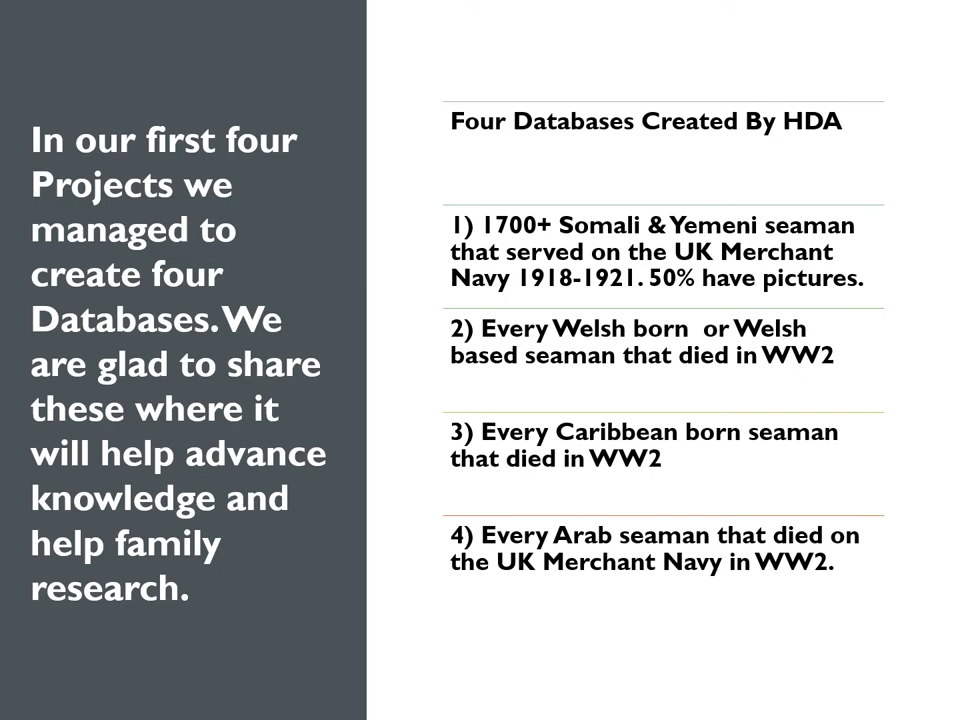 In our first four
Projects we
managed to
create four
Databases. We
are glad to share
these where it
will help advance
knowledge and
help family
research.
Four Databases Created By HDA
1) 1700+ Somali & Yemeni seaman
that served on the UK Merchant
Navy 1918-1921. 50% have pictures.
2) Every Welsh born or Welsh
based seaman that died in WW2
3) Every Caribbean born seaman
that died in WW2
4) Every Arab seaman that died on
the UK Merchant Navy in WW2.